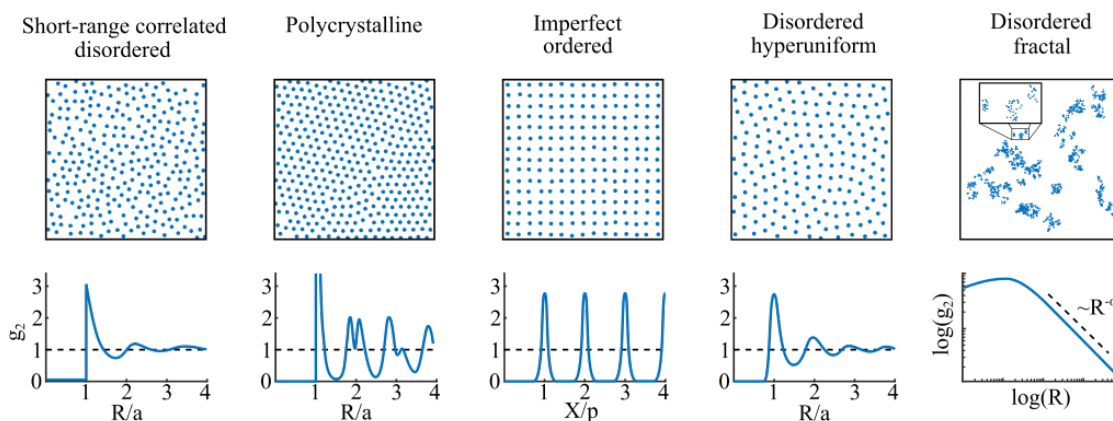 Short-range correlated
disordered
Polycrystalline
Imperfect
ordered
Disordered
hyperuniform
Disordered
fractal
g₂
3
2
1
0
1 2 3 4
R/a
3
2
1
0
1 2 3 4
R/a
3
2
1
0
1 2 3 4
X/p
3
2
1
0
1 2 3 4
R/a
log(g₂)
~R
log(R)